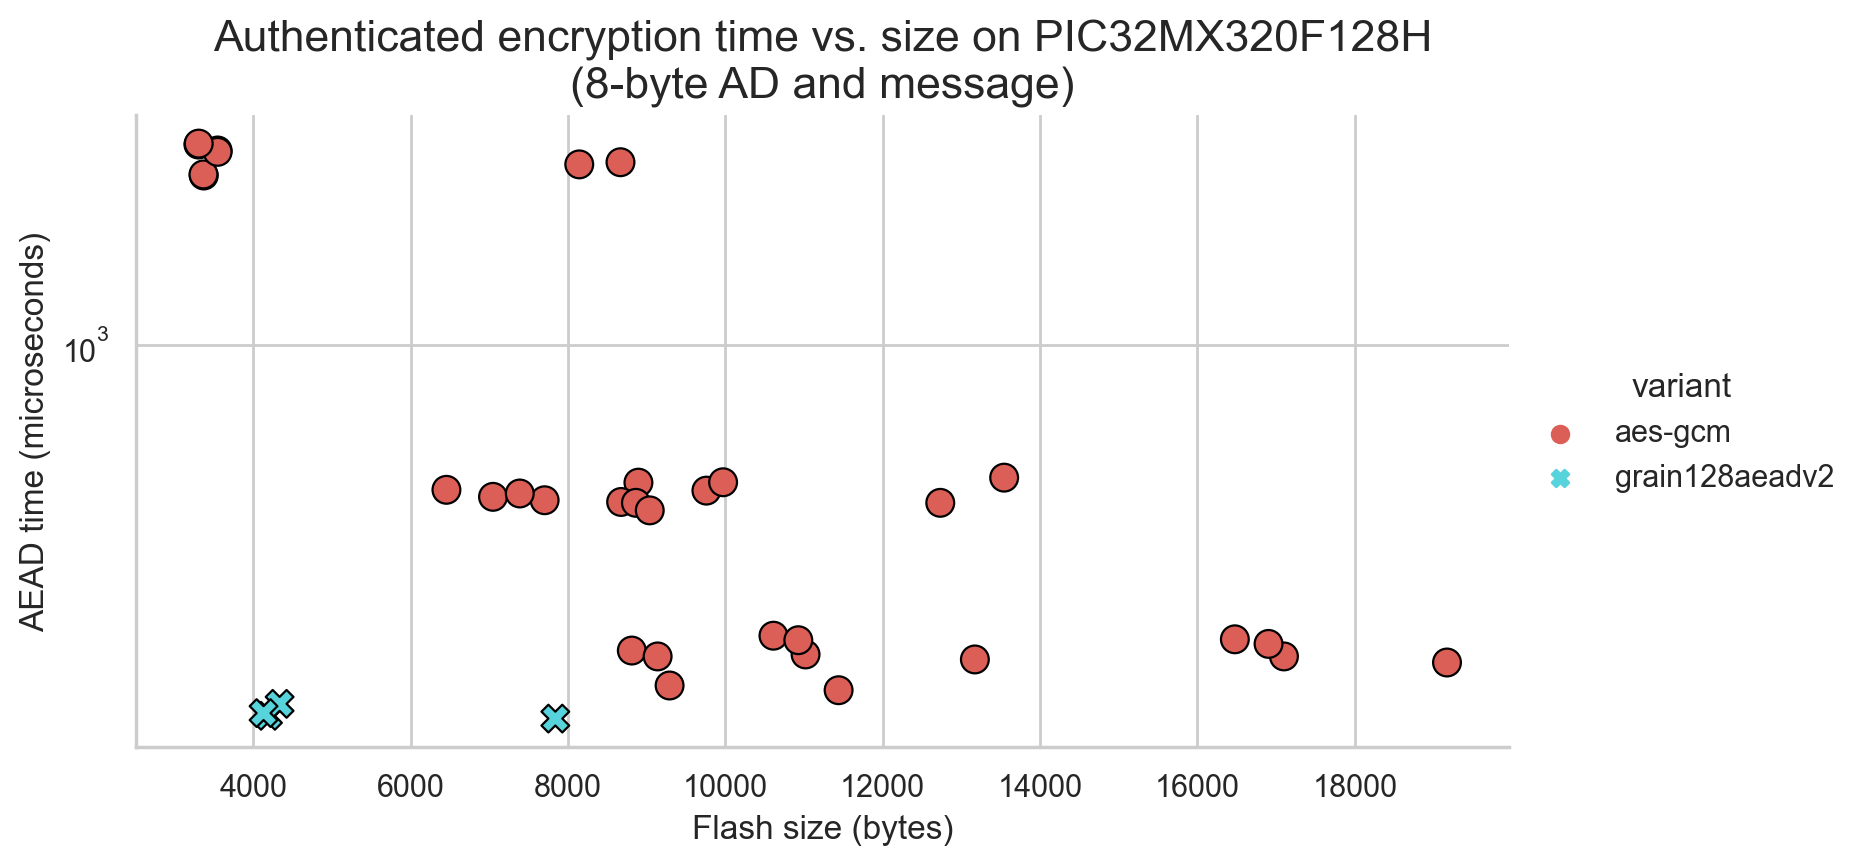 Authenticated encryption time vs. size on PIC32MX320F128H
(8-byte AD and message)
AEAD time (microseconds)
10³
4000 6000 8000 10000 12000 14000 16000 18000
Flash size (bytes)
variant
aes-gcm
grain128aeadv2